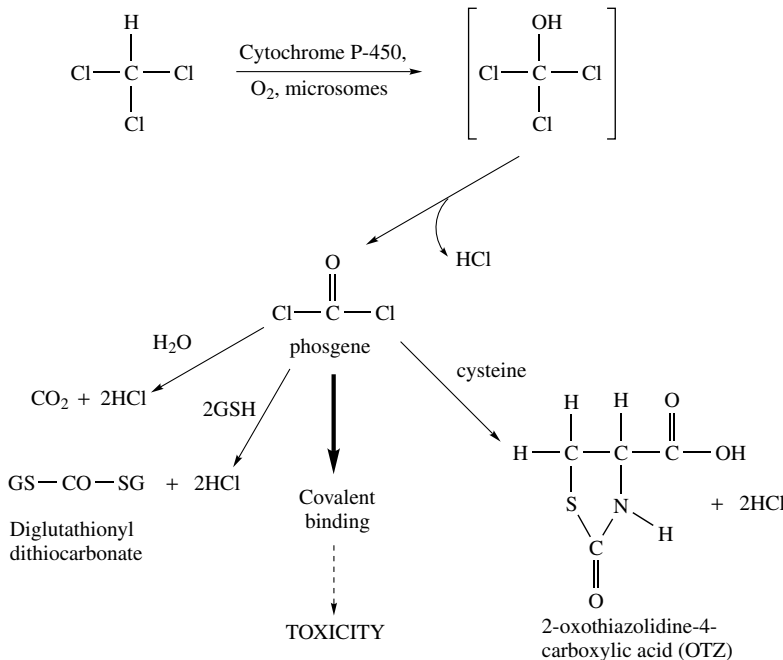 H
Cl—C—Cl
Cl
Cytochrome P-450,
O₂, microsomes
OH
Cl—C—Cl
Cl
HCl
O
Cl—C—Cl
phosgene
H₂O
CO₂ + 2HCl
2GSH
GS—CO—SG + 2HCl
Diglutathionyl
dithiocarbonate
Covalent
binding
TOXICITY
cysteine
H H O
H—C—C—C—OH
S N
H
C
O
+ 2HCl
2-oxothiazolidine-4-
carboxylic acid (OTZ)